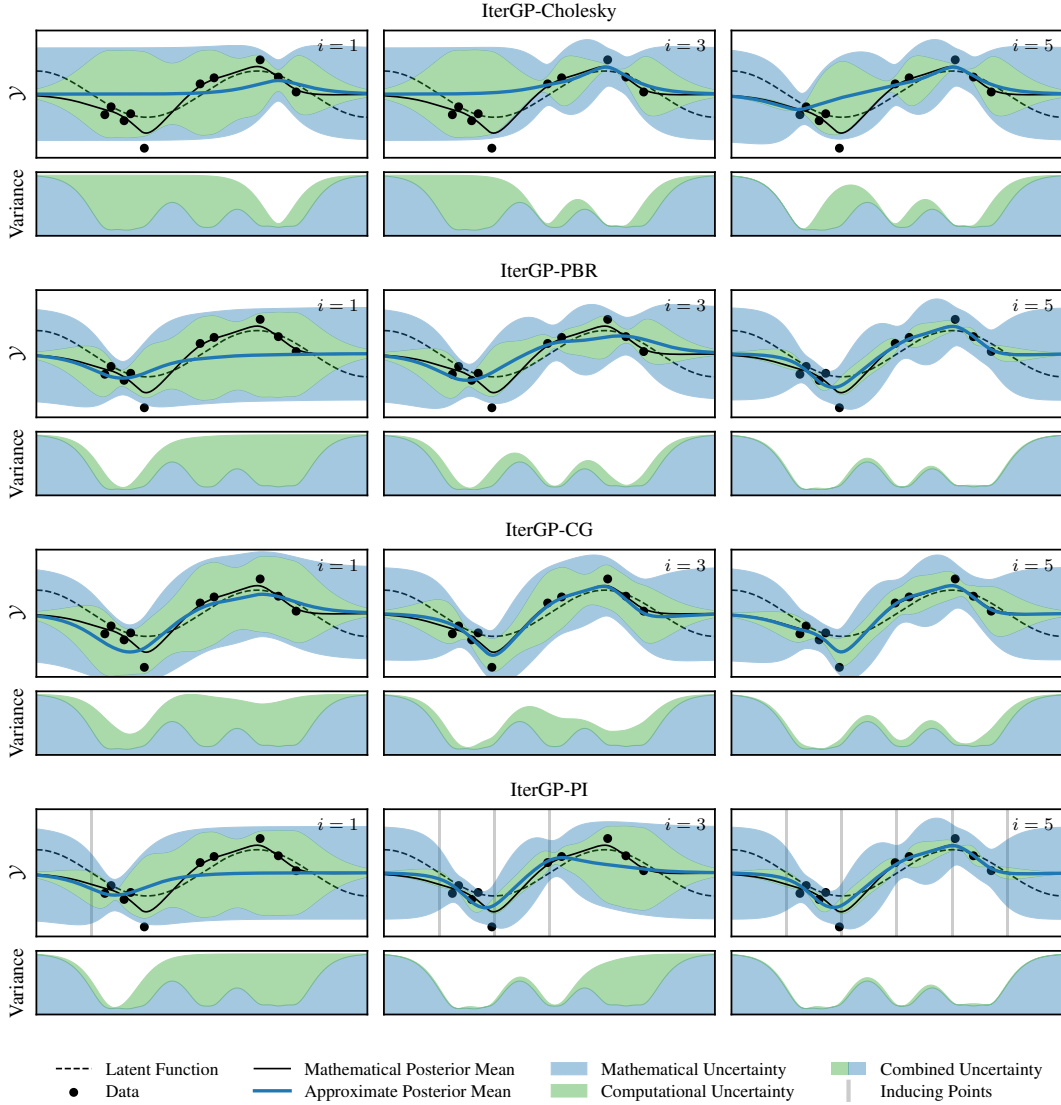 IterGP-Cholesky
i = 1
i = 3
i = 5
𝒴
Variance
IterGP-PBR
i = 1
i = 3
i = 5
𝒴
Variance
IterGP-CG
i = 1
i = 3
i = 5
𝒴
Variance
IterGP-PI
i = 1
i = 3
i = 5
𝒴
Variance
Latent Function Mathematical Posterior Mean Mathematical Uncertainty Combined Uncertainty
Data Approximate Posterior Mean Computational Uncertainty Inducing Points